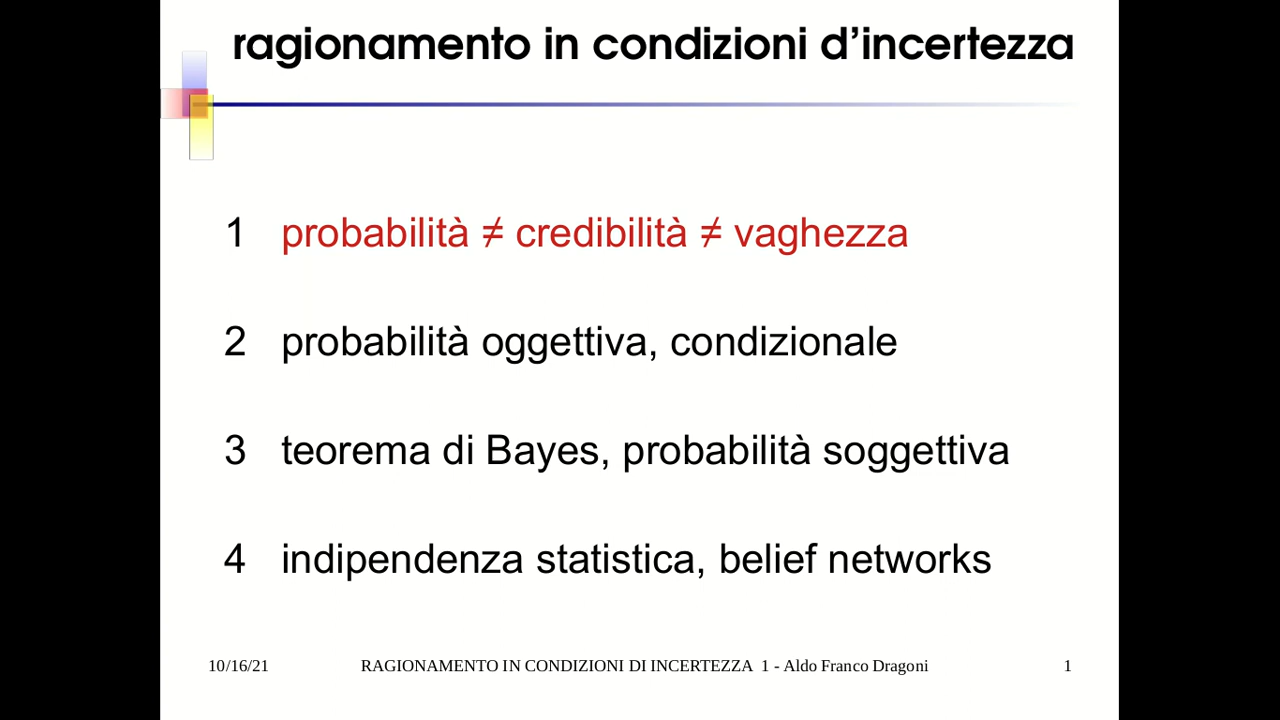 ragionamento in condizioni d’incertezza
1 probabilità ≠ credibilità ≠ vaghezza
2 probabilità oggettiva, condizionale
3 teorema di Bayes, probabilità soggettiva
4 indipendenza statistica, belief networks
10/16/21 RAGIONAMENTO IN CONDIZIONI DI INCERTEZZA 1 - Aldo Franco Dragoni 1